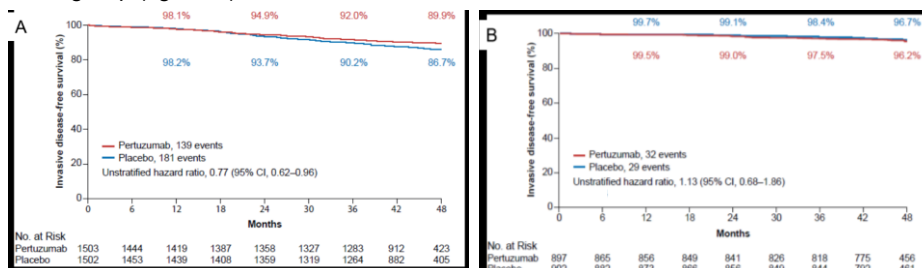 A
98.1% 94.9% 92.0% 89.9%
100
80
60
40
20
0
Invasive disease-free survival (%)
98.2% 93.7% 90.2% 86.7%
Pertuzumab, 139 events
Placebo, 181 events
Unstratified hazard ratio, 0.77 (95% CI, 0.62–0.96)
0 6 12 18 24 30 36 42 48
Months
No. at Risk
Pertuzumab 1503 1444 1419 1387 1358 1327 1283 912 423
Placebo 1502 1453 1439 1408 1359 1319 1264 882 405
B
99.7% 99.1% 98.4% 96.7%
100
80
60
40
20
0
Invasive disease-free survival (%)
99.5% 99.0% 97.5% 96.2%
Pertuzumab, 32 events
Placebo, 29 events
Unstratified hazard ratio, 1.13 (95% CI, 0.68–1.86)
0 6 12 18 24 30 36 42 48
Months
No. at Risk
Pertuzumab 897 865 856 849 841 826 818 775 456
Placebo